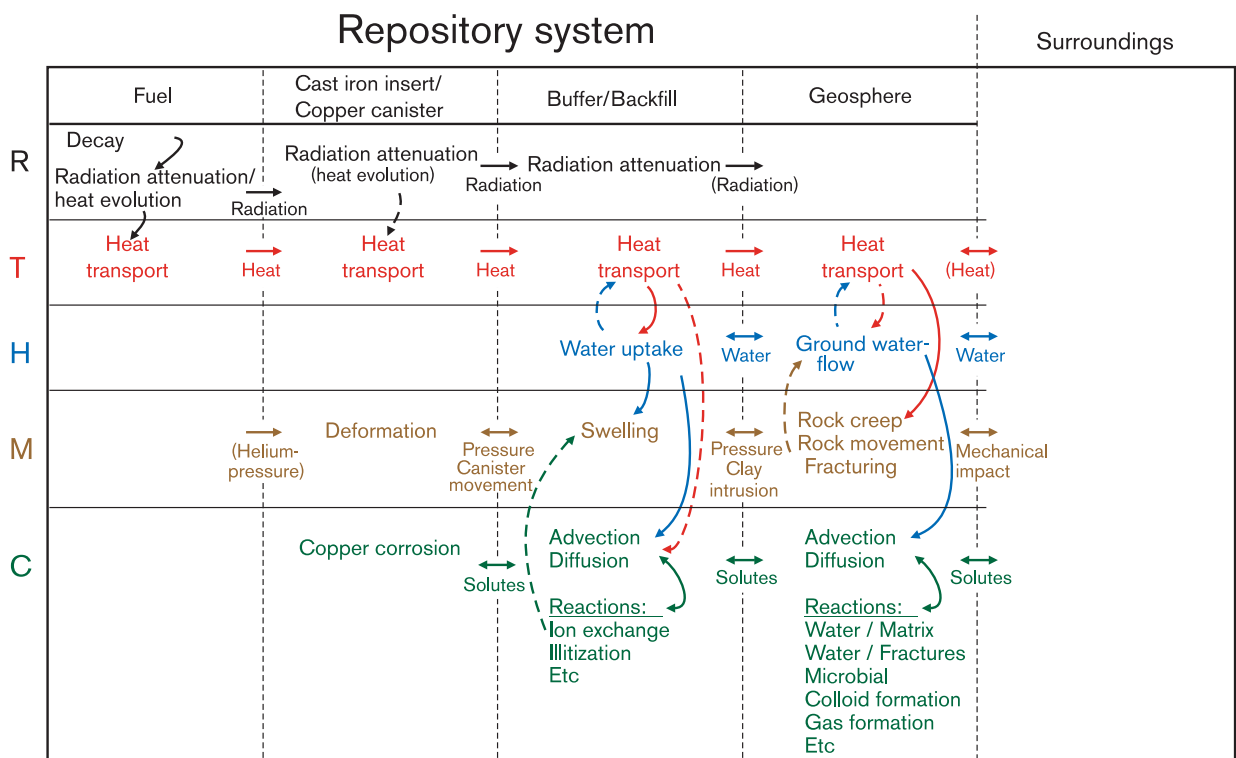 Repository system
Surroundings
Fuel
Cast iron insert/
Copper canister
Buffer/Backfill
Geosphere
R
Decay
Radiation attenuation/
heat evolution
Radiation
Radiation attenuation
(heat evolution)
Radiation
Radiation attenuation
(Radiation)
T
Heat
transport
Heat
Heat
transport
Heat
Heat
transport
Heat
Heat
transport
(Heat)
H
Water uptake
Water
Ground water-
flow
Water
M
(Helium-
pressure)
Deformation
Pressure
Canister
movement
Swelling
Pressure
Clay
intrusion
Rock creep
Rock movement
Fracturing
Mechanical
impact
C
Copper corrosion
Solutes
Advection
Diffusion
Reactions:
Ion exchange
Illitization
Etc
Solutes
Advection
Diffusion
Reactions:
Water / Matrix
Water / Fractures
Microbial
Colloid formation
Gas formation
Etc
Solutes